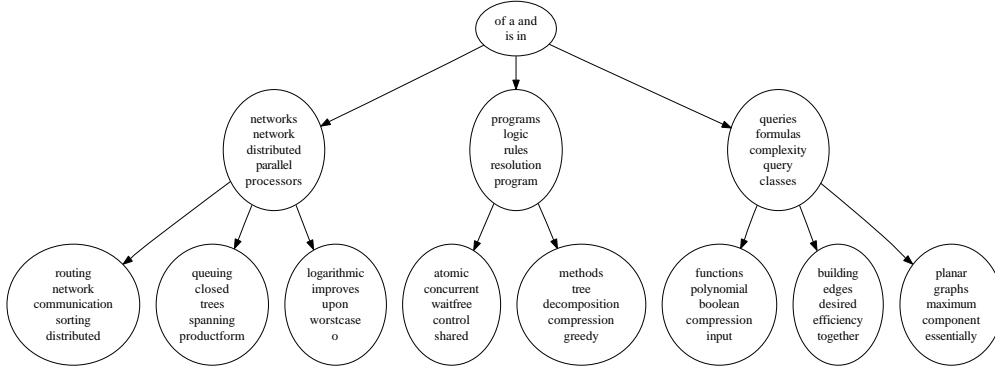 of a and
is in
networks
network
distributed
parallel
processors
programs
logic
rules
resolution
program
queries
formulas
complexity
query
classes
routing
network
communication
sorting
distributed
queuing
closed
trees
spanning
productform
logarithmic
improves
upon
worstcase
o
atomic
concurrent
waitfree
control
shared
methods
tree
decomposition
compression
greedy
functions
polynomial
boolean
compression
input
building
edges
desired
efficiency
together
planar
graphs
maximum
component
essentially